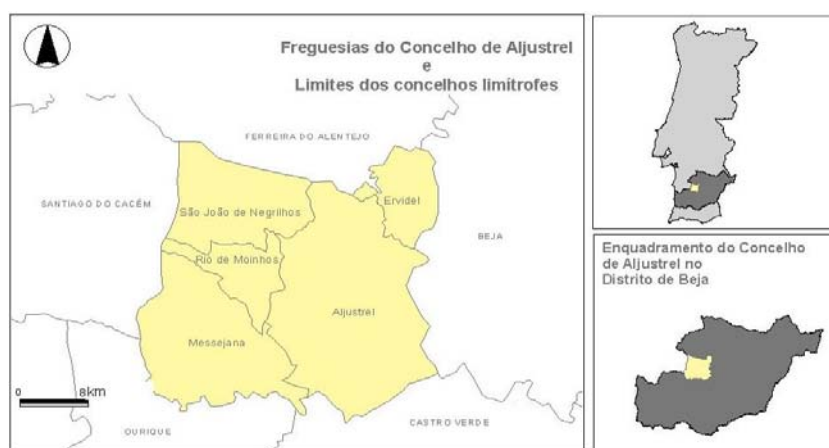 Freguesias do Concelho de Aljustrel
e
Limites dos concelhos limítrofes
FERREIRA DO ALENTEJO
SANTIAGO DO CACÉM
São João de Negrilhos
Ervidel
BEJA
Rio de Moinhos
Aljustrel
Messejana
0 8km
OURIQUE
CASTRO VERDE
Enquadramento do Concelho
de Aljustrel no
Distrito de Beja